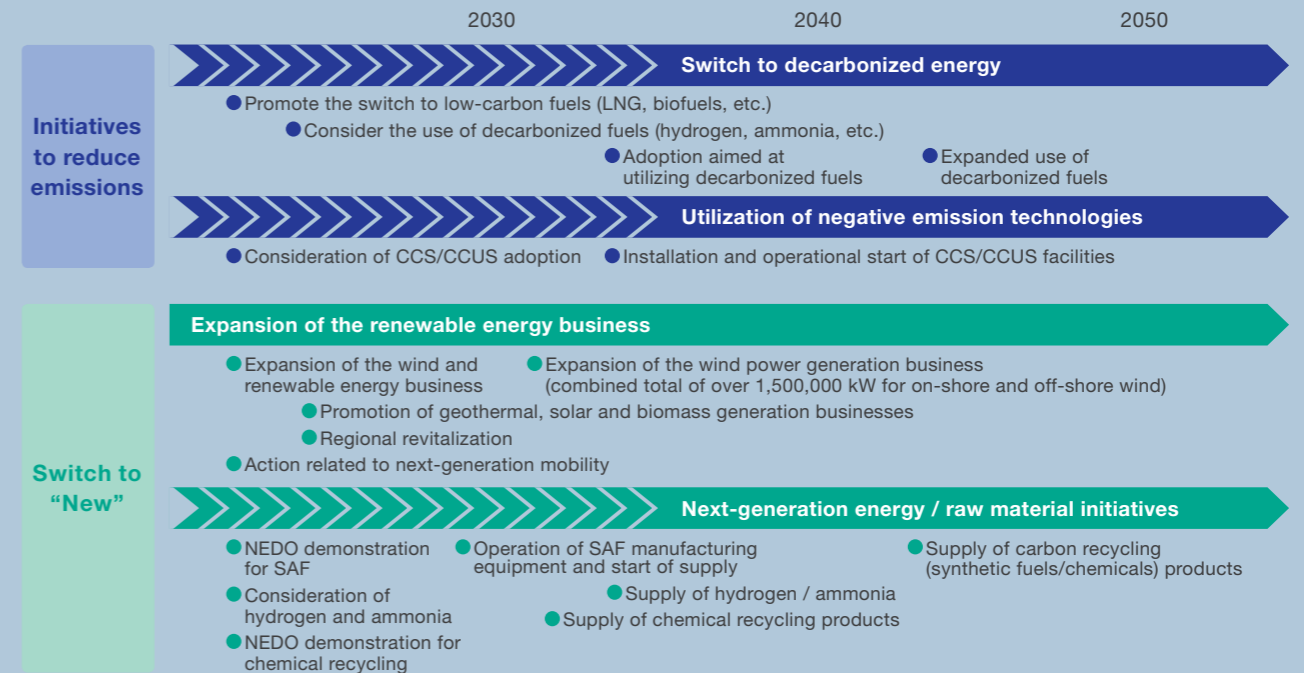 2030 2040 2050
Initiatives
to reduce
emissions
Switch to decarbonized energy
●Promote the switch to low-carbon fuels (LNG, biofuels, etc.)
●Consider the use of decarbonized fuels (hydrogen, ammonia, etc.)
●Adoption aimed at
utilizing decarbonized fuels
●Expanded use of
decarbonized fuels
Utilization of negative emission technologies
●Consideration of CCS/CCUS adoption
●Installation and operational start of CCS/CCUS facilities
Switch to
“New”
Expansion of the renewable energy business
●Expansion of the wind and
renewable energy business
●Expansion of the wind power generation business
(combined total of over 1,500,000 kW for on-shore and off-shore wind)
●Promotion of geothermal, solar and biomass generation businesses
●Regional revitalization
●Action related to next-generation mobility
Next-generation energy / raw material initiatives
●NEDO demonstration
for SAF
●Operation of SAF manufacturing
equipment and start of supply
●Supply of carbon recycling
(synthetic fuels/chemicals) products
●Consideration of
hydrogen and ammonia
●Supply of hydrogen / ammonia
●Supply of chemical recycling products
●NEDO demonstration for
chemical recycling